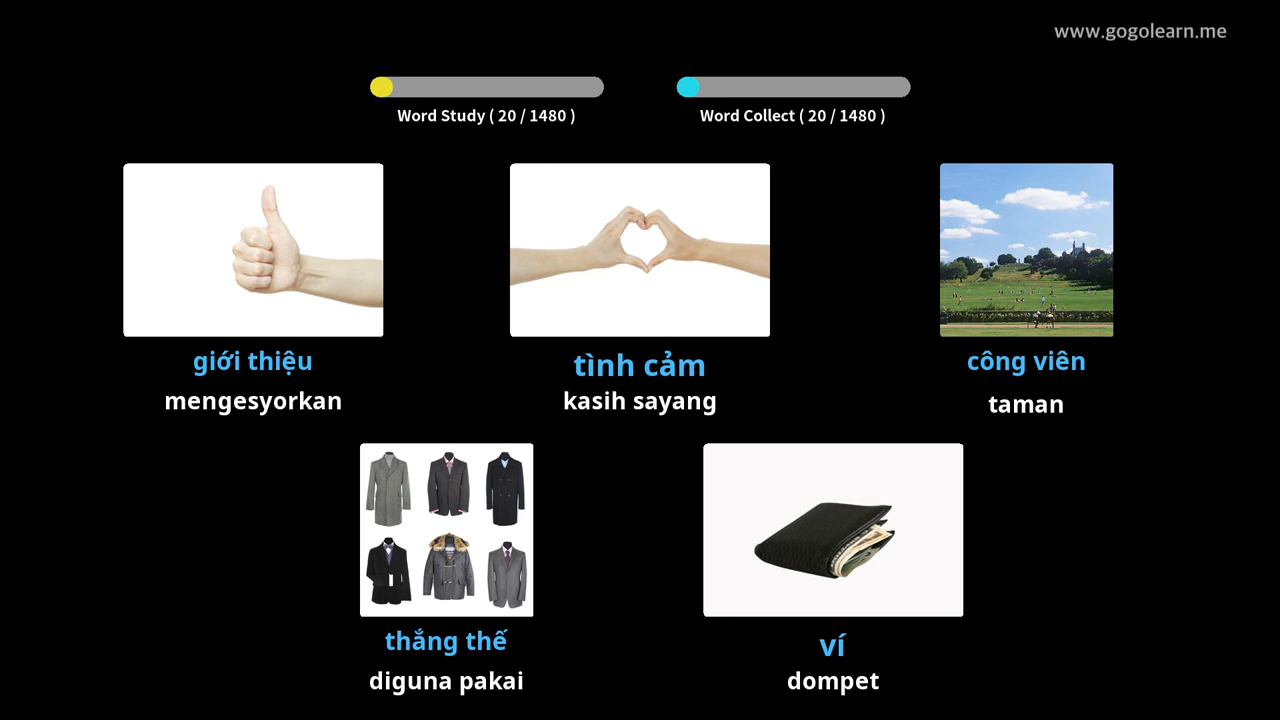 www.gogolearn.me
Word Study ( 20 / 1480 )
Word Collect ( 20 / 1480 )
giới thiệu
mengesyorkan
tình cảm
kasih sayang
công viên
taman
thắng thế
diguna pakai
ví
dompet